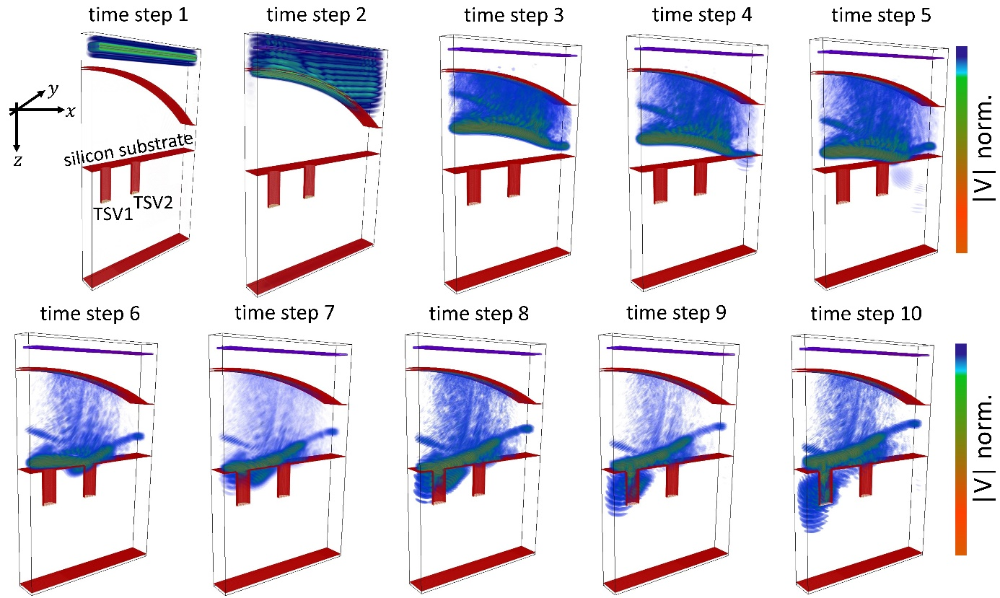 time step 1
time step 2
time step 3
time step 4
time step 5
y
x
z
silicon substrate
TSV1
TSV2
|V| norm.
time step 6
time step 7
time step 8
time step 9
time step 10
|V| norm.